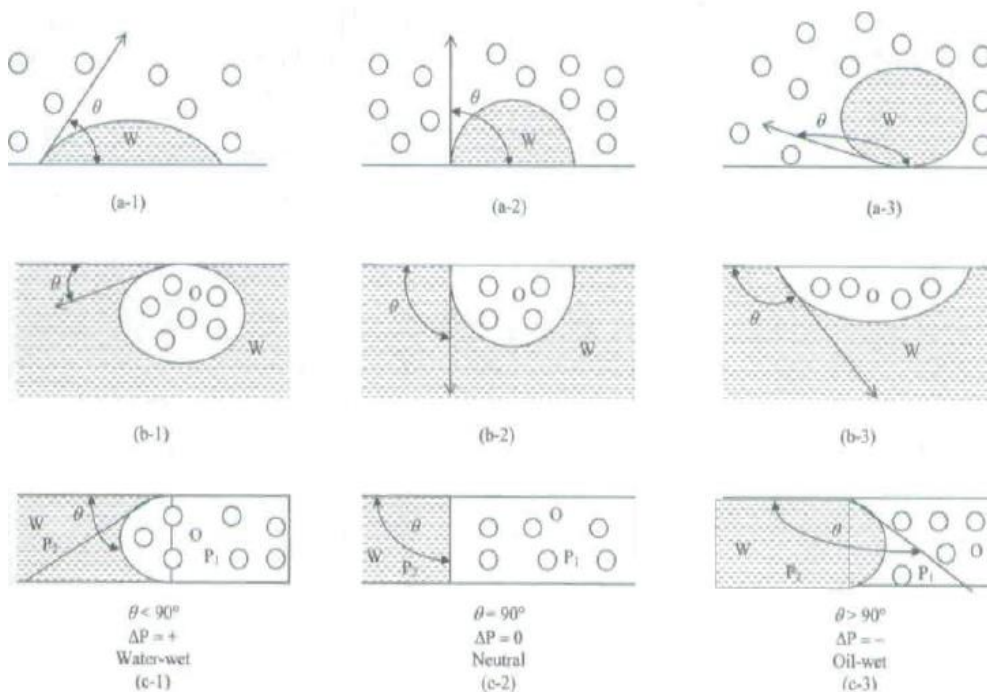 θ
W
(a-1)
θ
W
(a-2)
θ
W
(a-3)
θ
O
W
(b-1)
θ
O
W
(b-2)
θ
O
W
(b-3)
θ
W
P₂
O
P₁
θ < 90°
ΔP = +
Water-wet
(c-1)
θ
W
P₂
O
P₁
θ = 90°
ΔP = 0
Neutral
(c-2)
θ
W
P₂
O
P₁
θ > 90°
ΔP = −
Oil-wet
(c-3)